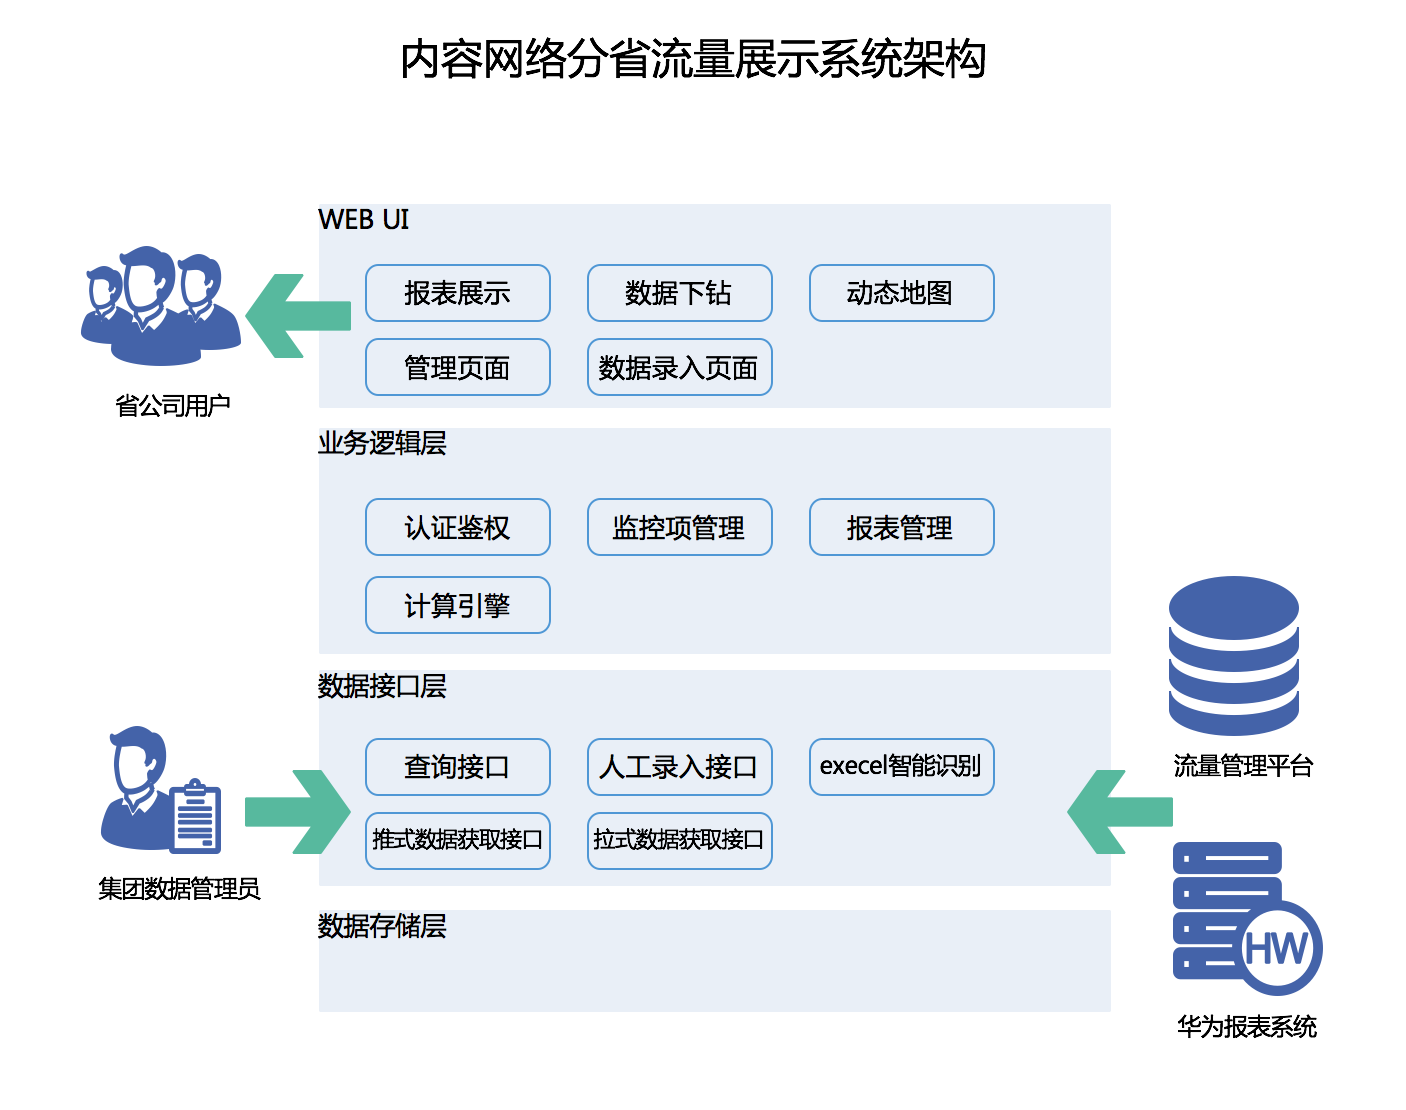 内容网络分省流量展示系统架构
WEB UI
报表展示
数据下钻
动态地图
管理页面
数据录入页面
省公司用户
业务逻辑层
认证鉴权
监控项管理
报表管理
计算引擎
数据接口层
查询接口
人工录入接口
execel智能识别
推式数据获取接口
拉式数据获取接口
流量管理平台
集团数据管理员
数据存储层
HW
华为报表系统